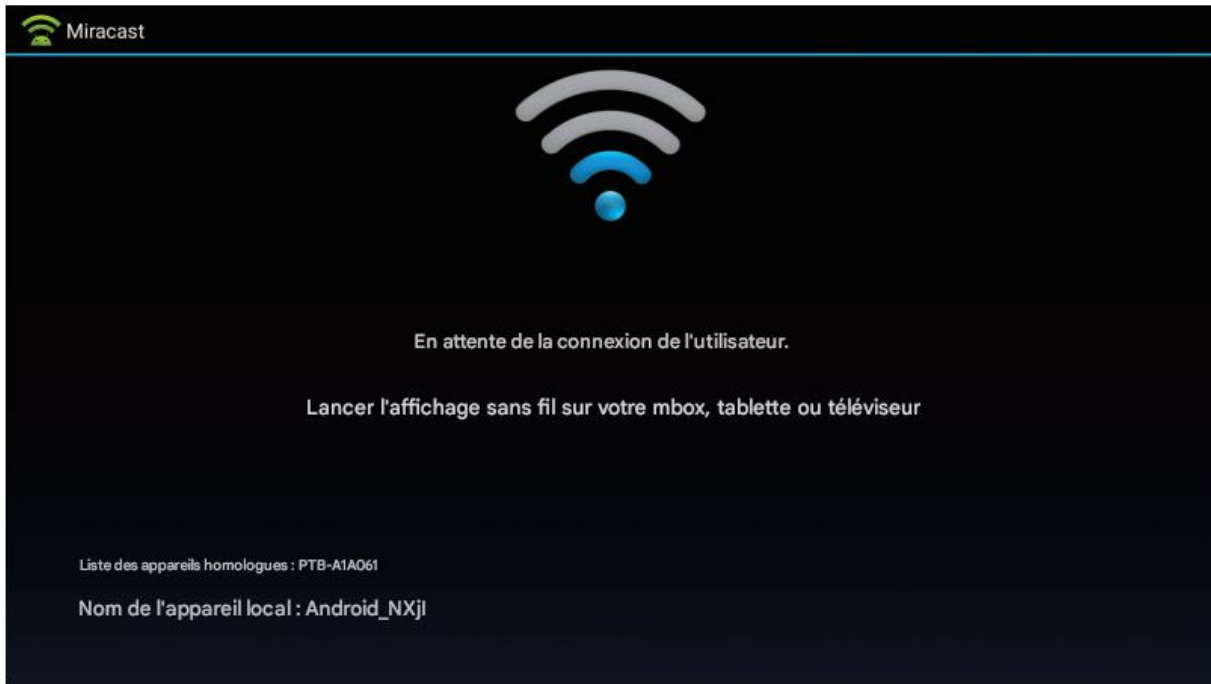 Miracast
En attente de la connexion de l'utilisateur.
Lancer l'affichage sans fil sur votre mbox, tablette ou téléviseur
Liste des appareils homologues : PTB-A1A061
Nom de l'appareil local : Android_NXjI